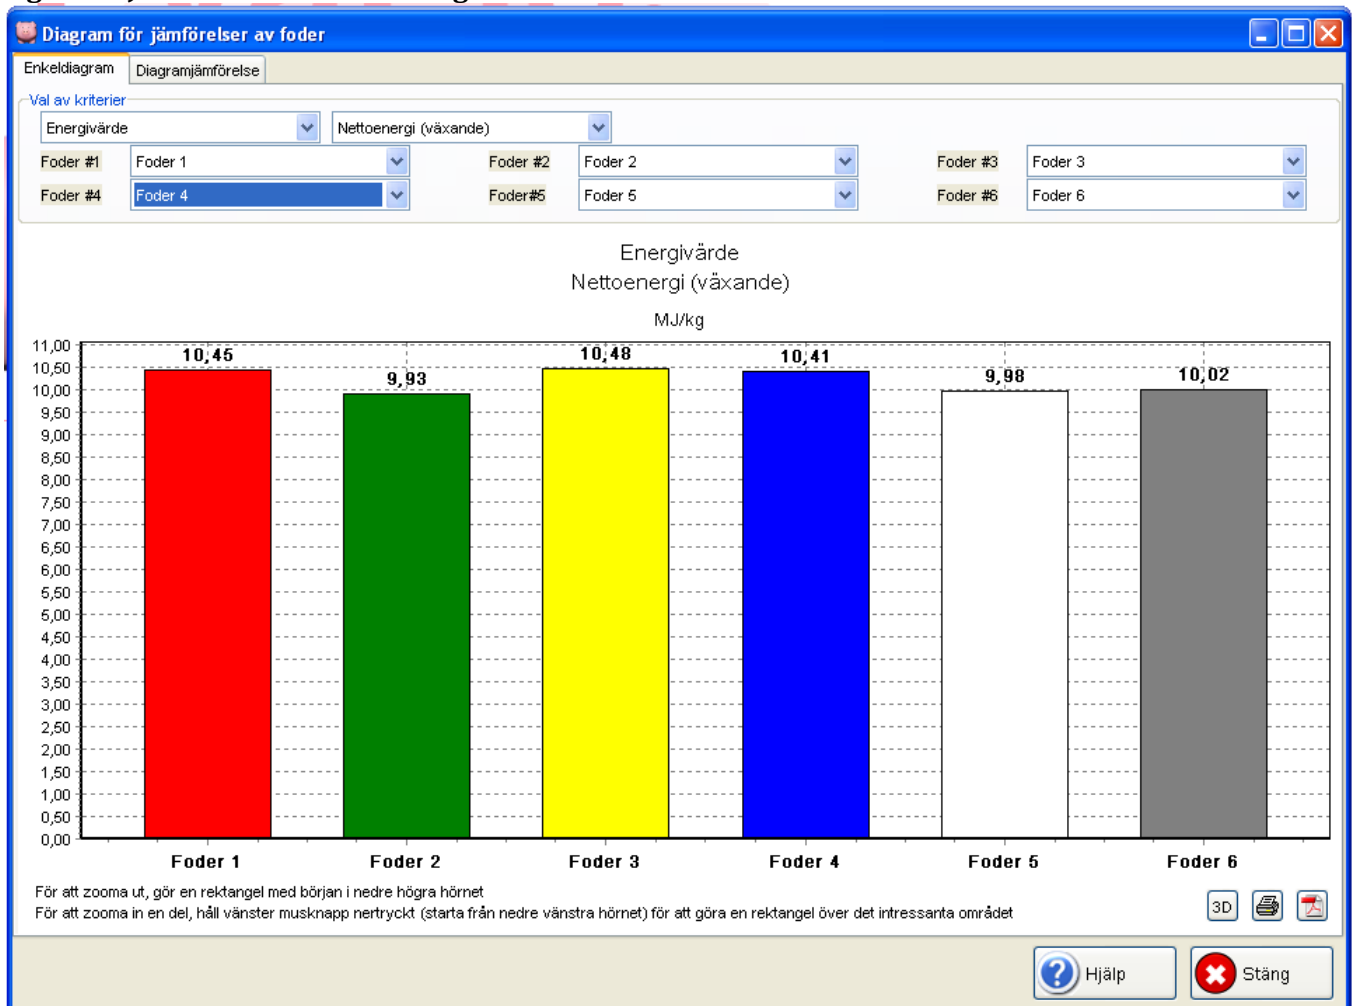 Diagram för jämförelser av foder
Enkeldiagram Diagramjämförelse
Val av kriterier
Energivärde Nettoenergi (växande)
Foder #1 Foder 1 Foder #2 Foder 2 Foder #3 Foder 3
Foder #4 Foder 4 Foder#5 Foder 5 Foder #6 Foder 6
Energivärde
Nettoenergi (växande)
MJ/kg
11,00
10,50
10,00
9,50
9,00
8,50
8,00
7,50
7,00
6,50
6,00
5,50
5,00
4,50
4,00
3,50
3,00
2,50
2,00
1,50
1,00
0,50
0,00
10,45 9,93 10,48 10,41 9,98 10,02
Foder 1 Foder 2 Foder 3 Foder 4 Foder 5 Foder 6
För att zooma ut, gör en rektangel med början i nedre högra hörnet
För att zooma in en del, håll vänster musknapp nertryckt (starta från nedre vänstra hörnet) för att göra en rektangel över det intressanta området
3D
Hjälp Stäng